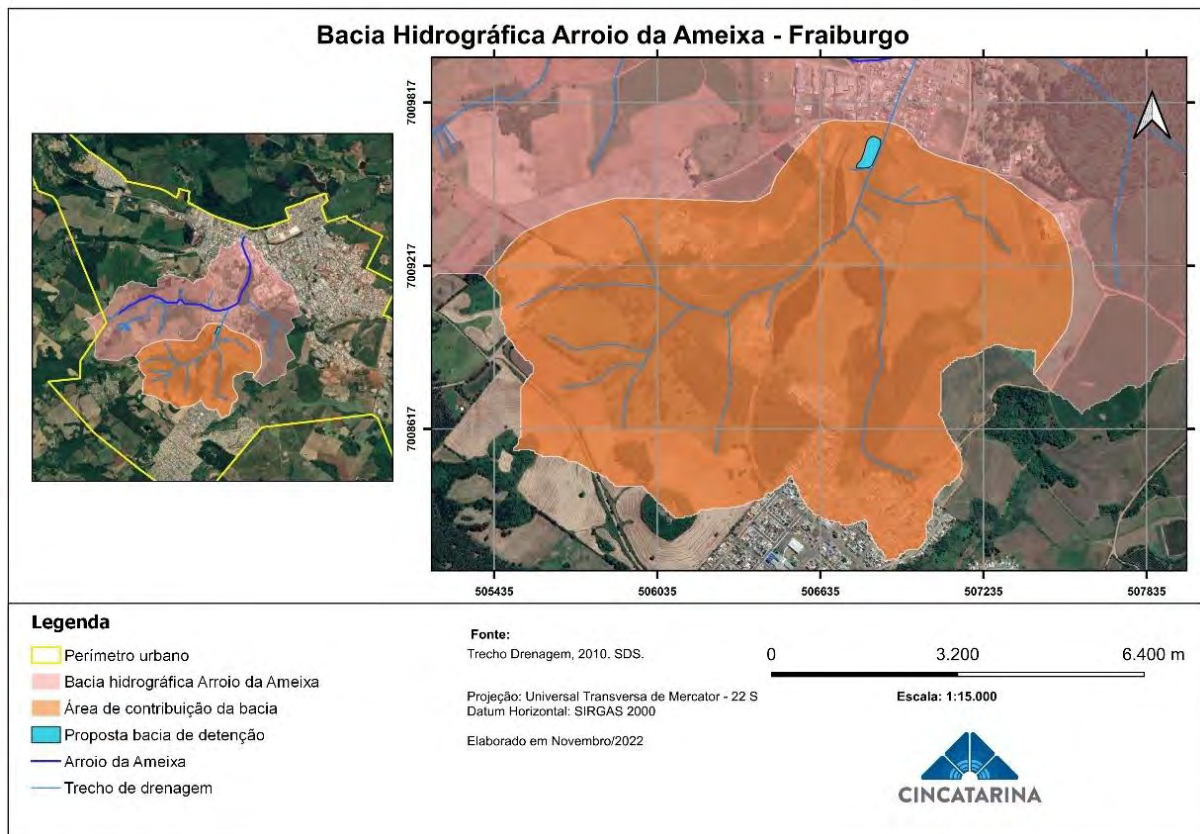 Bacia Hidrográfica Arroio da Ameixa - Fraiburgo
7009817
7009217
7008617
505435 506035 506635 507235 507835
Legenda
Perímetro urbano
Bacia hidrográfica Arroio da Ameixa
Área de contribuição da bacia
Proposta bacia de detenção
Arroio da Ameixa
Trecho de drenagem
Fonte:
Trecho Drenagem, 2010. SDS.
Projeção: Universal Transversa de Mercator - 22 S
Datum Horizontal: SIRGAS 2000
Elaborado em Novembro/2022
0 3.200 6.400 m
Escala: 1:15.000
CINCATARINA